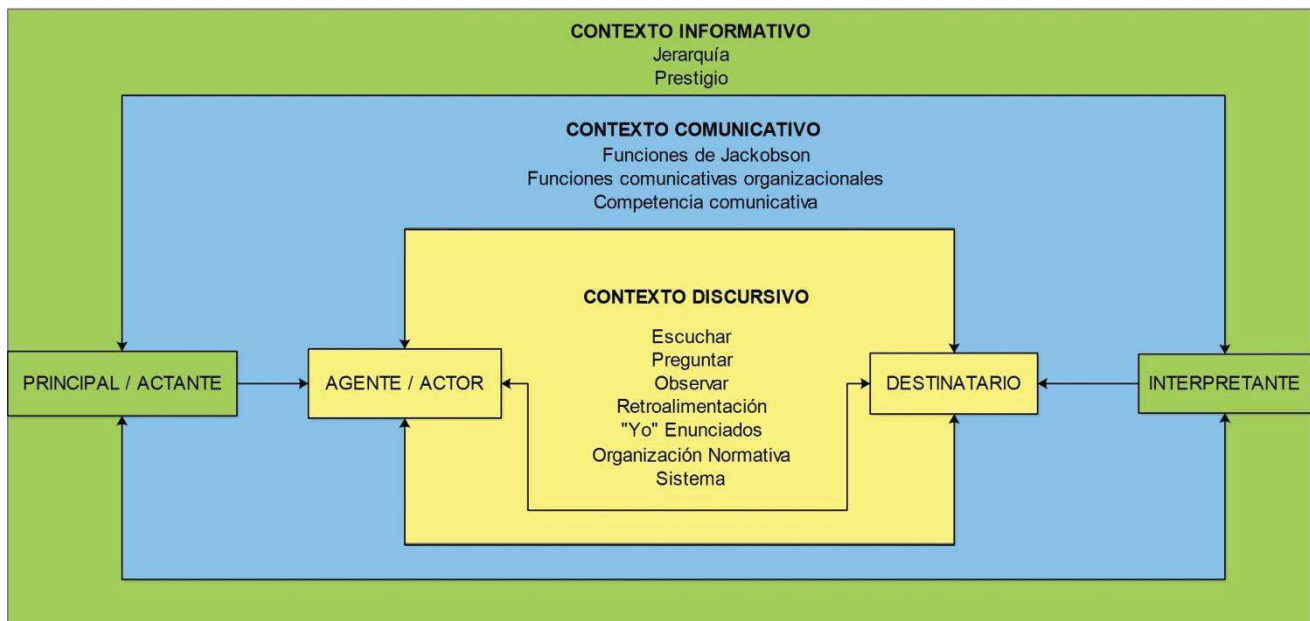 CONTEXTO INFORMATIVO
Jerarquía
Prestigio
CONTEXTO COMUNICATIVO
Funciones de Jackobson
Funciones comunicativas organizacionales
Competencia comunicativa
CONTEXTO DISCURSIVO
Escuchar
Preguntar
Observar
Retroalimentación
"Yo" Enunciados
Organización Normativa
Sistema
PRINCIPAL / ACTANTE
AGENTE / ACTOR
DESTINATARIO
INTERPRETANTE